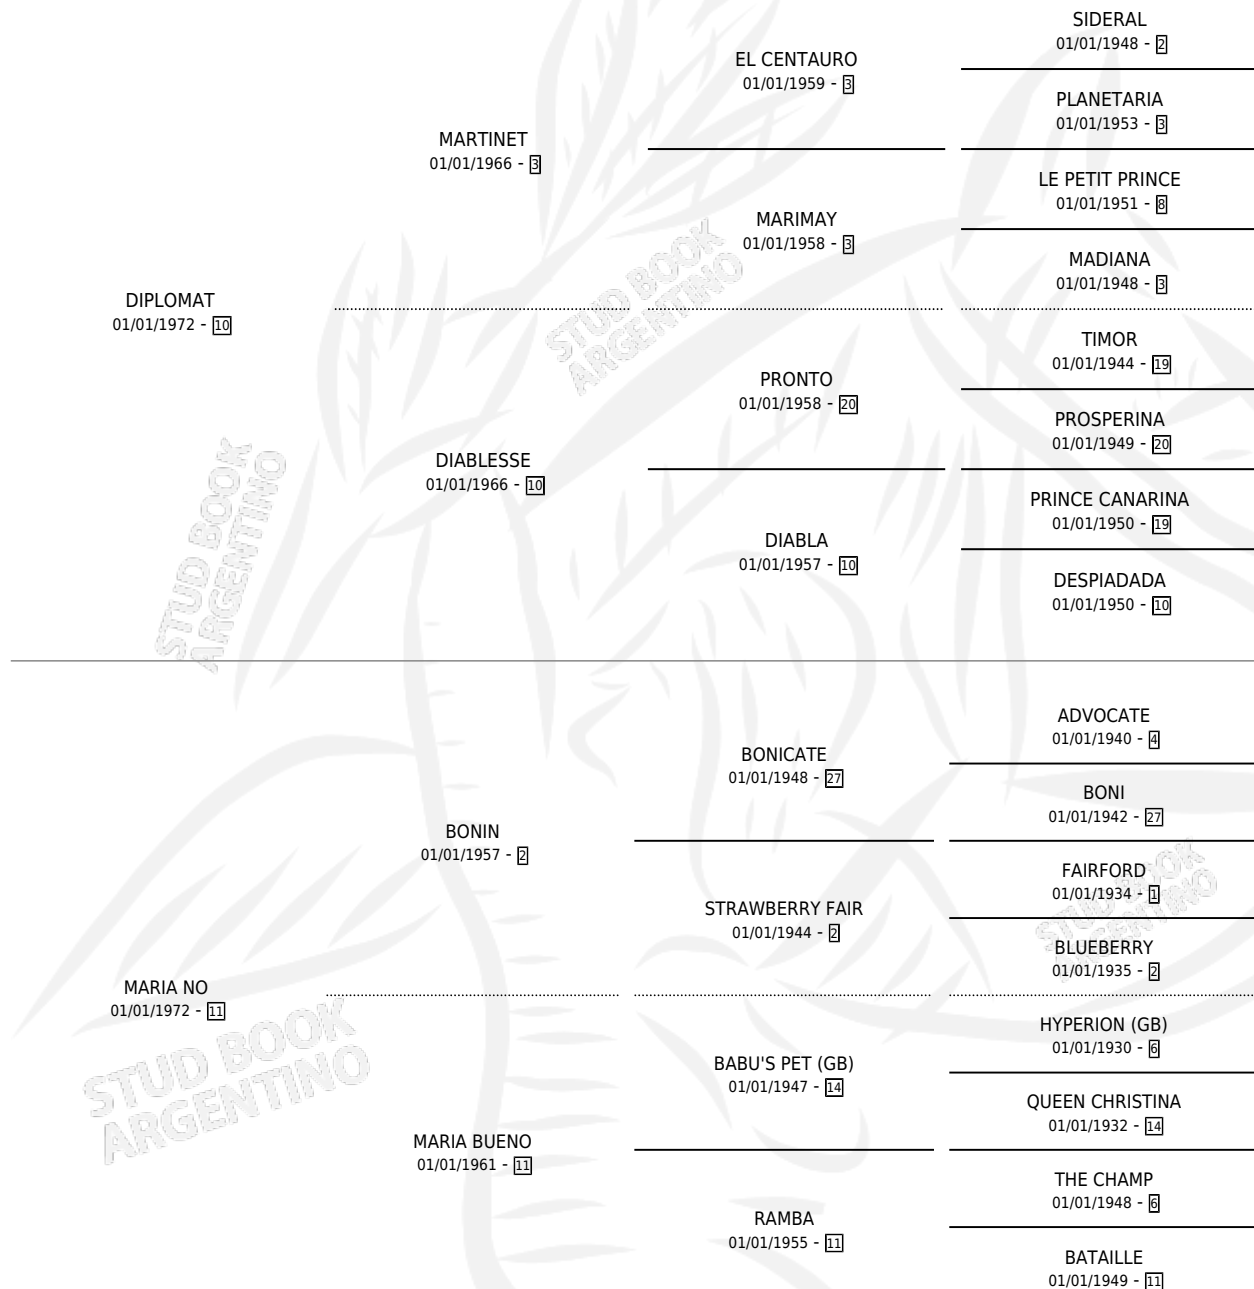 SIDERAL
01/01/1948 - 2
EL CENTAURO
01/01/1959 - 3
PLANETARIA
01/01/1953 - 3
MARTINET
01/01/1966 - 3
LE PETIT PRINCE
01/01/1951 - 8
MARIMAY
01/01/1958 - 3
MADIANA
01/01/1948 - 3
DIPLOMAT
01/01/1972 - 10
TIMOR
01/01/1944 - 19
PRONTO
01/01/1958 - 20
PROSPERINA
01/01/1949 - 20
DIABLESSE
01/01/1966 - 10
PRINCE CANARINA
01/01/1950 - 19
DIABLA
01/01/1957 - 10
DESPIADADA
01/01/1950 - 10
ADVOCATE
01/01/1940 - 4
BONICATE
01/01/1948 - 27
BONI
01/01/1942 - 27
BONIN
01/01/1957 - 2
FAIRFORD
01/01/1934 - 1
STRAWBERRY FAIR
01/01/1944 - 2
BLUEBERRY
01/01/1935 - 2
MARIA NO
01/01/1972 - 11
HYPERION (GB)
01/01/1930 - 6
BABU'S PET (GB)
01/01/1947 - 14
QUEEN CHRISTINA
01/01/1932 - 14
MARIA BUENO
01/01/1961 - 11
THE CHAMP
01/01/1948 - 6
RAMBA
01/01/1955 - 11
BATAILLE
01/01/1949 - 11
STUD BOOK
ARGENTINO
STUD BOOK
ARGENTINO
STUD BOOK
ARGENTINO
STUD BOOK
ARGENTINO